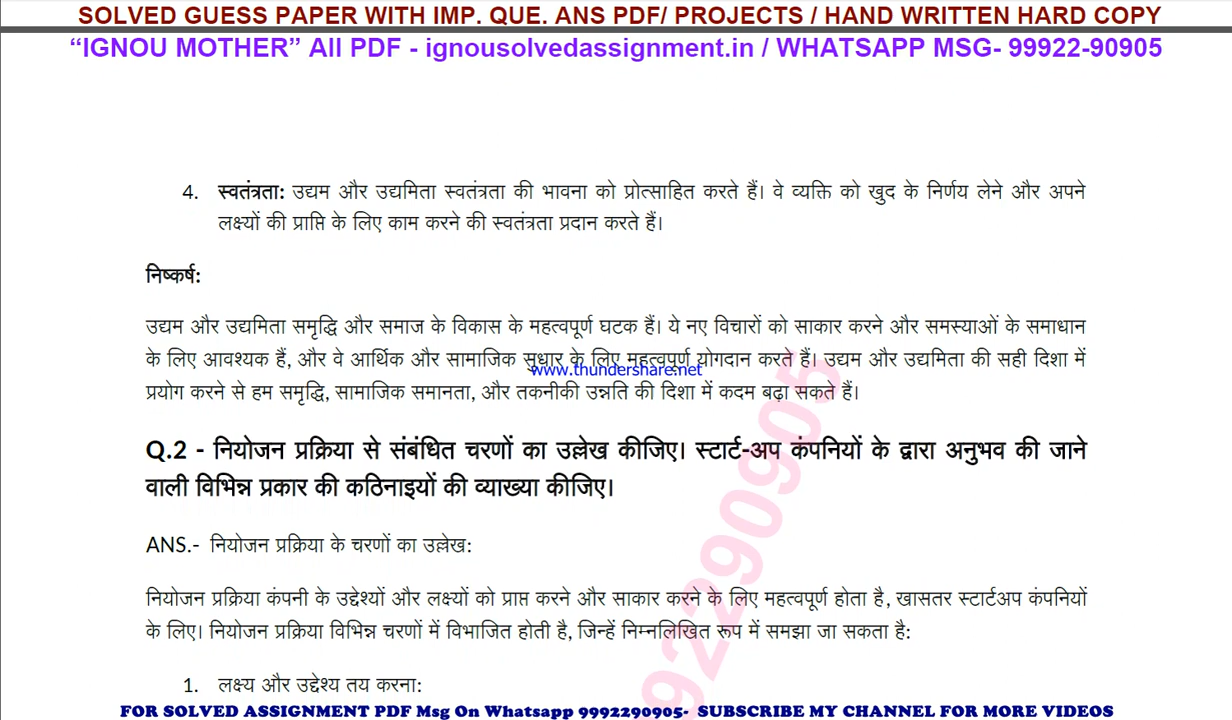 SOLVED GUESS PAPER WITH IMP. QUE. ANS PDF/ PROJECTS / HAND WRITTEN HARD COPY
“IGNOU MOTHER” All PDF - ignousolvedassignment.in / WHATSAPP MSG- 99922-90905
4. स्वतंत्रता: उद्यम और उद्यमिता स्वतंत्रता की भावना को प्रोत्साहित करते हैं। वे व्यक्ति को खुद के निर्णय लेने और अपने
लक्ष्यों की प्राप्ति के लिए काम करने की स्वतंत्रता प्रदान करते हैं।
निष्कर्ष:
उद्यम और उद्यमिता समृद्धि और समाज के विकास के महत्वपूर्ण घटक हैं। ये नए विचारों को साकार करने और समस्याओं के समाधान
के लिए आवश्यक हैं, और वे आर्थिक और सामाजिक सुधार के लिए महत्वपूर्ण योगदान करते हैं। उद्यम और उद्यमिता की सही दिशा में
www.thundershare.net
प्रयोग करने से हम समृद्धि, सामाजिक समानता, और तकनीकी उन्नति की दिशा में कदम बढ़ा सकते हैं।
Q.2 - नियोजन प्रक्रिया से संबंधित चरणों का उल्लेख कीजिए। स्टार्ट-अप कंपनियों के द्वारा अनुभव की जाने
वाली विभिन्न प्रकार की कठिनाइयों की व्याख्या कीजिए।
ANS.- नियोजन प्रक्रिया के चरणों का उल्लेख:
नियोजन प्रक्रिया कंपनी के उद्देश्यों और लक्ष्यों को प्राप्त करने और साकार करने के लिए महत्वपूर्ण होता है, खासतर स्टार्टअप कंपनियों
के लिए। नियोजन प्रक्रिया विभिन्न चरणों में विभाजित होती है, जिन्हें निम्नलिखित रूप में समझा जा सकता है:
1. लक्ष्य और उद्देश्य तय करना:
92290905
FOR SOLVED ASSIGNMENT PDF Msg On Whatsapp 9992290905- SUBSCRIBE MY CHANNEL FOR MORE VIDEOS